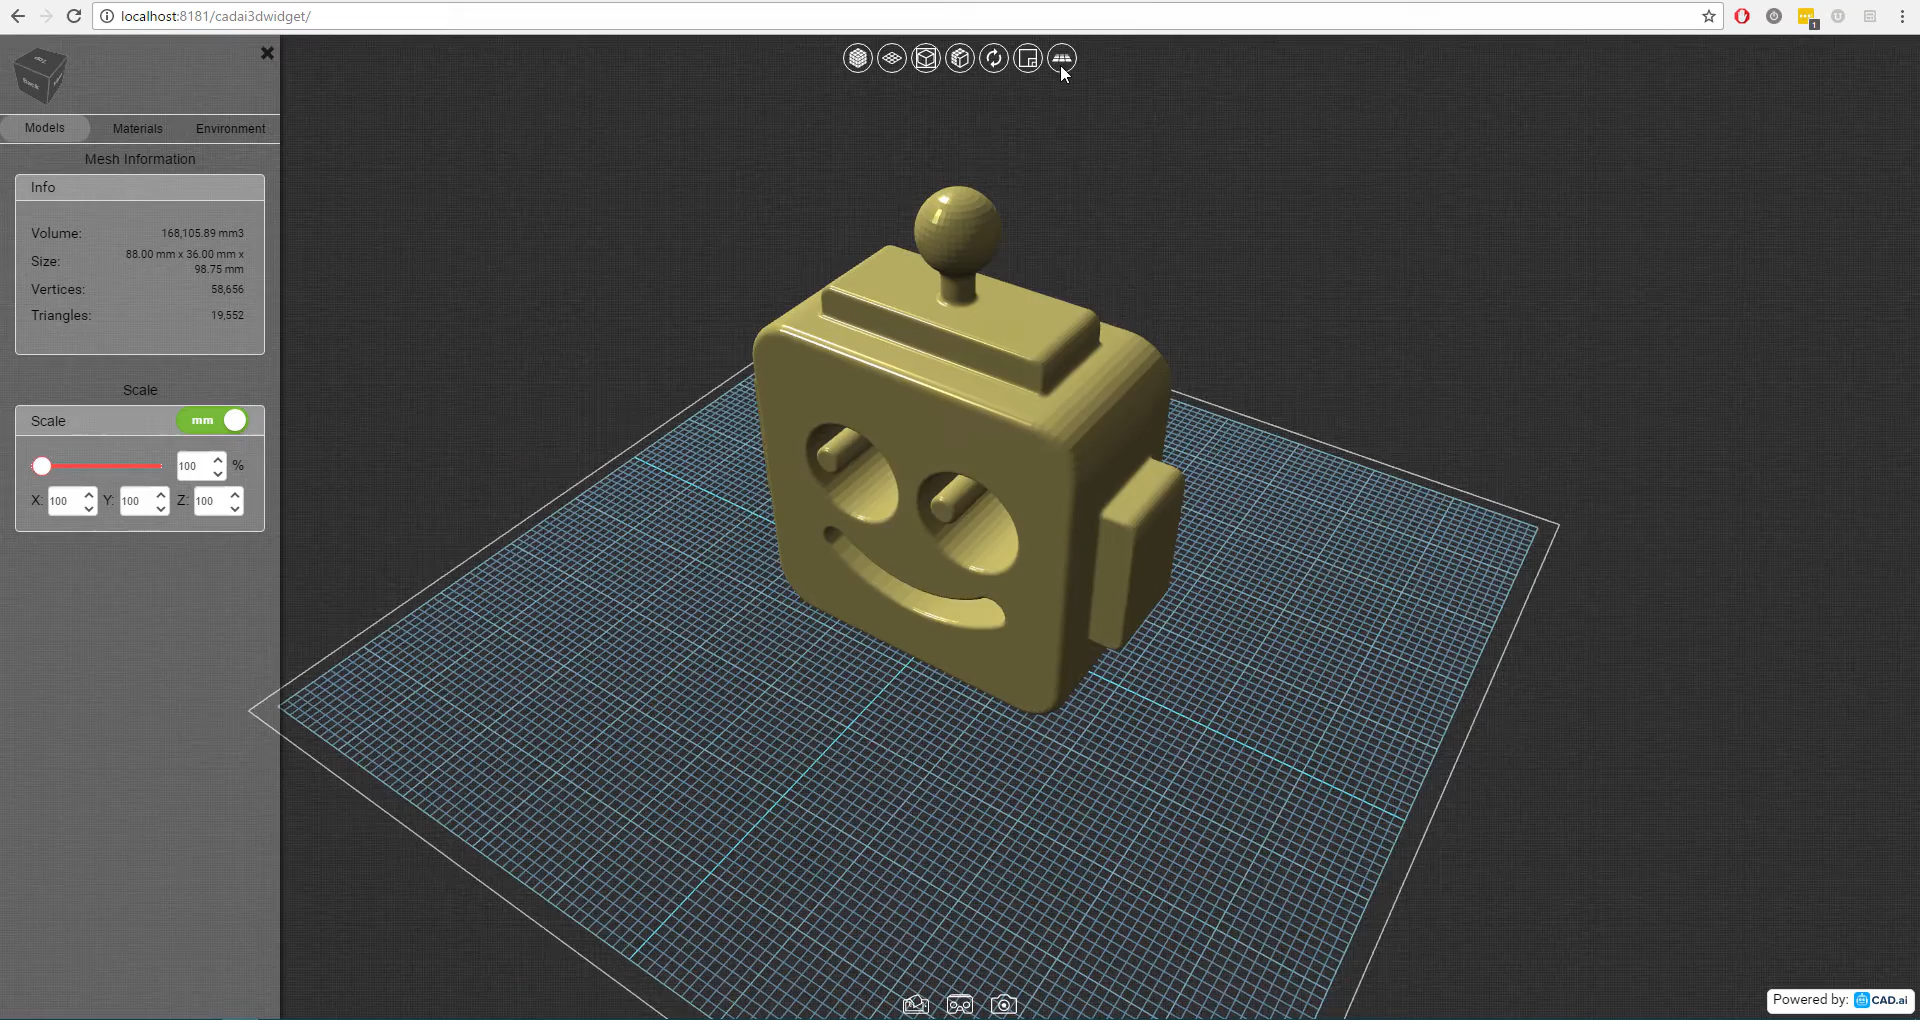 localhost:8181/cadai3dwidget/
1
Back
Models Materials Environment
Mesh Information
Info
Volume: 168,105.89 mm3
Size: 88.00 mm x 36.00 mm x
98.75 mm
Vertices: 58,656
Triangles: 19,552
Scale
Scale mm
100 %
X: 100 Y: 100 Z: 100
Powered by: CAD.ai